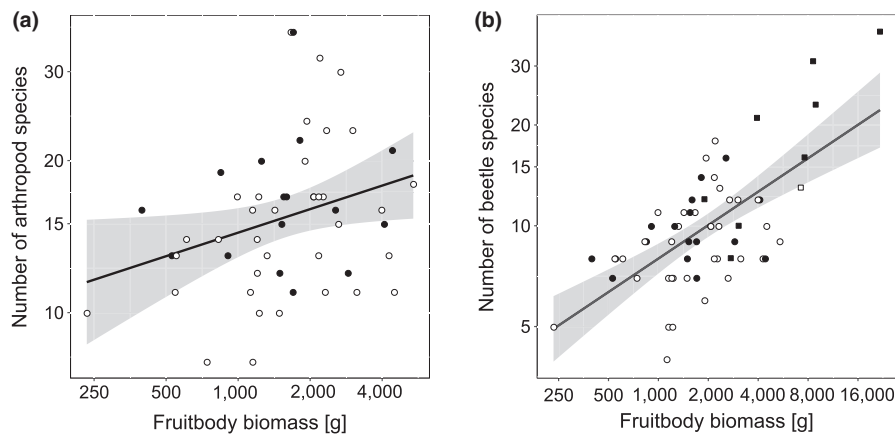 (a)
Number of arthropod species
30
20
15
10
250 500 1,000 2,000 4,000
Fruitbody biomass [g]
(b)
Number of beetle species
30
20
15
10
5
250 500 1,000 2,000 4,000 8,000 16,000
Fruitbody biomass [g]